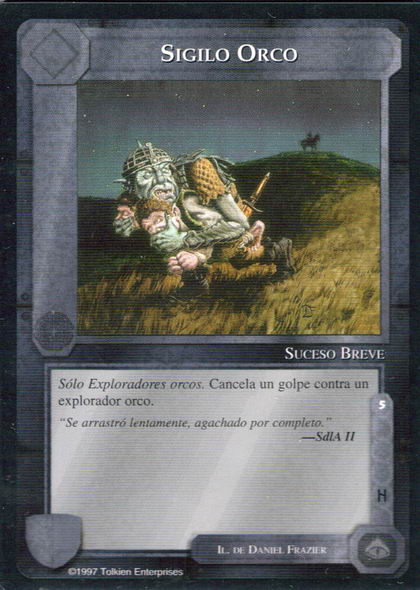 SIGILO ORCO
SUCESO BREVE
Sólo Exploradores orcos. Cancela un golpe contra un
explorador orco.
5
"Se arrastró lentamente, agachado por completo."
—SdlA II
H
IL. DE DANIEL FRAZIER
©1997 Tolkien Enterprises